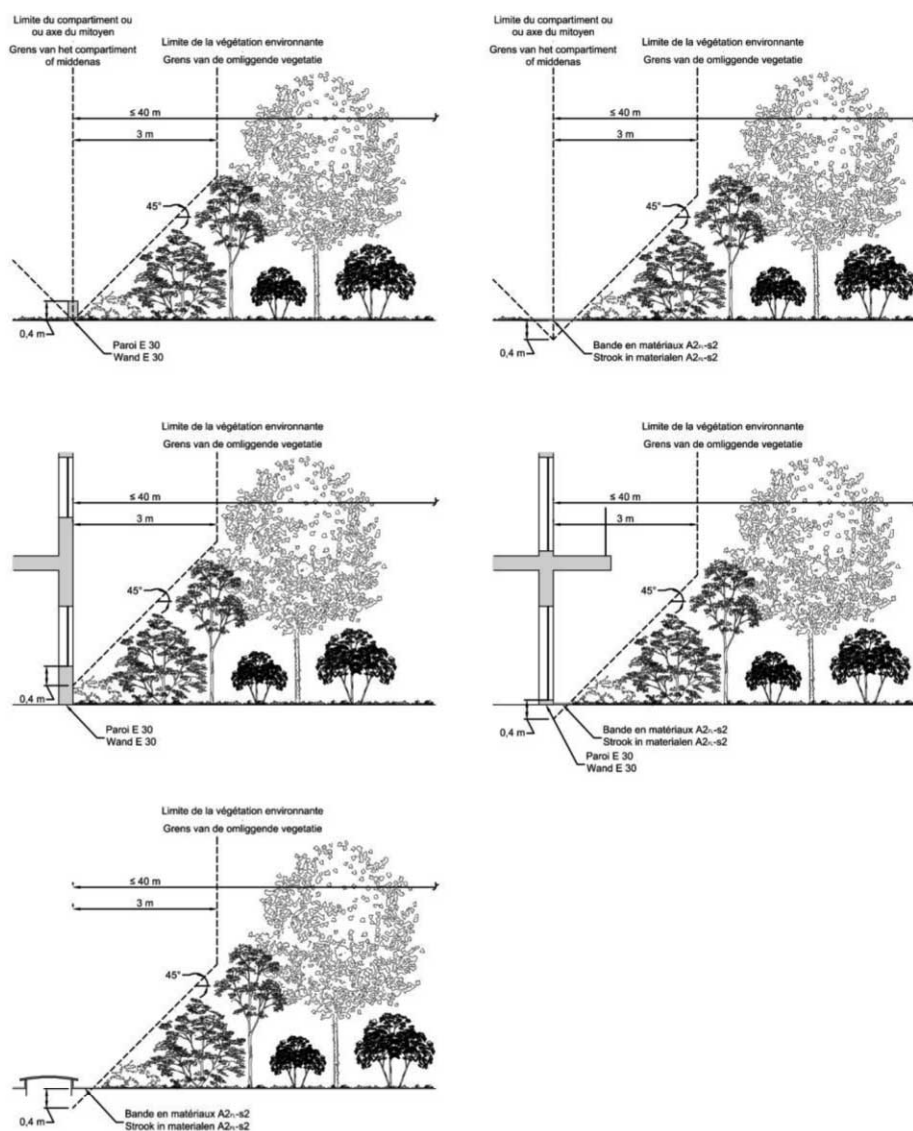 Limite du compartiment ou
ou axe du mitoyen
Grens van het compartiment
of middenas
Limite de la végétation environnante
Grens van de omliggende vegetatie
≤ 40 m
3 m
45°
0,4 m
Paroi E 30
Wand E 30
Limite du compartiment ou
ou axe du mitoyen
Grens van het compartiment
of middenas
Limite de la végétation environnante
Grens van de omliggende vegetatie
≤ 40 m
3 m
45°
0,4 m
Bande en matériaux A2FL-s2
Strook in materialen A2FL-s2
Limite de la végétation environnante
Grens van de omliggende vegetatie
≤ 40 m
3 m
45°
0,4 m
Paroi E 30
Wand E 30
Limite de la végétation environnante
Grens van de omliggende vegetatie
≤ 40 m
3 m
45°
0,4 m
Bande en matériaux A2FL-s2
Strook in materialen A2FL-s2
Paroi E 30
Wand E 30
Limite de la végétation environnante
Grens van de omliggende vegetatie
≤ 40 m
3 m
45°
0,4 m
Bande en matériaux A2FL-s2
Strook in materialen A2FL-s2